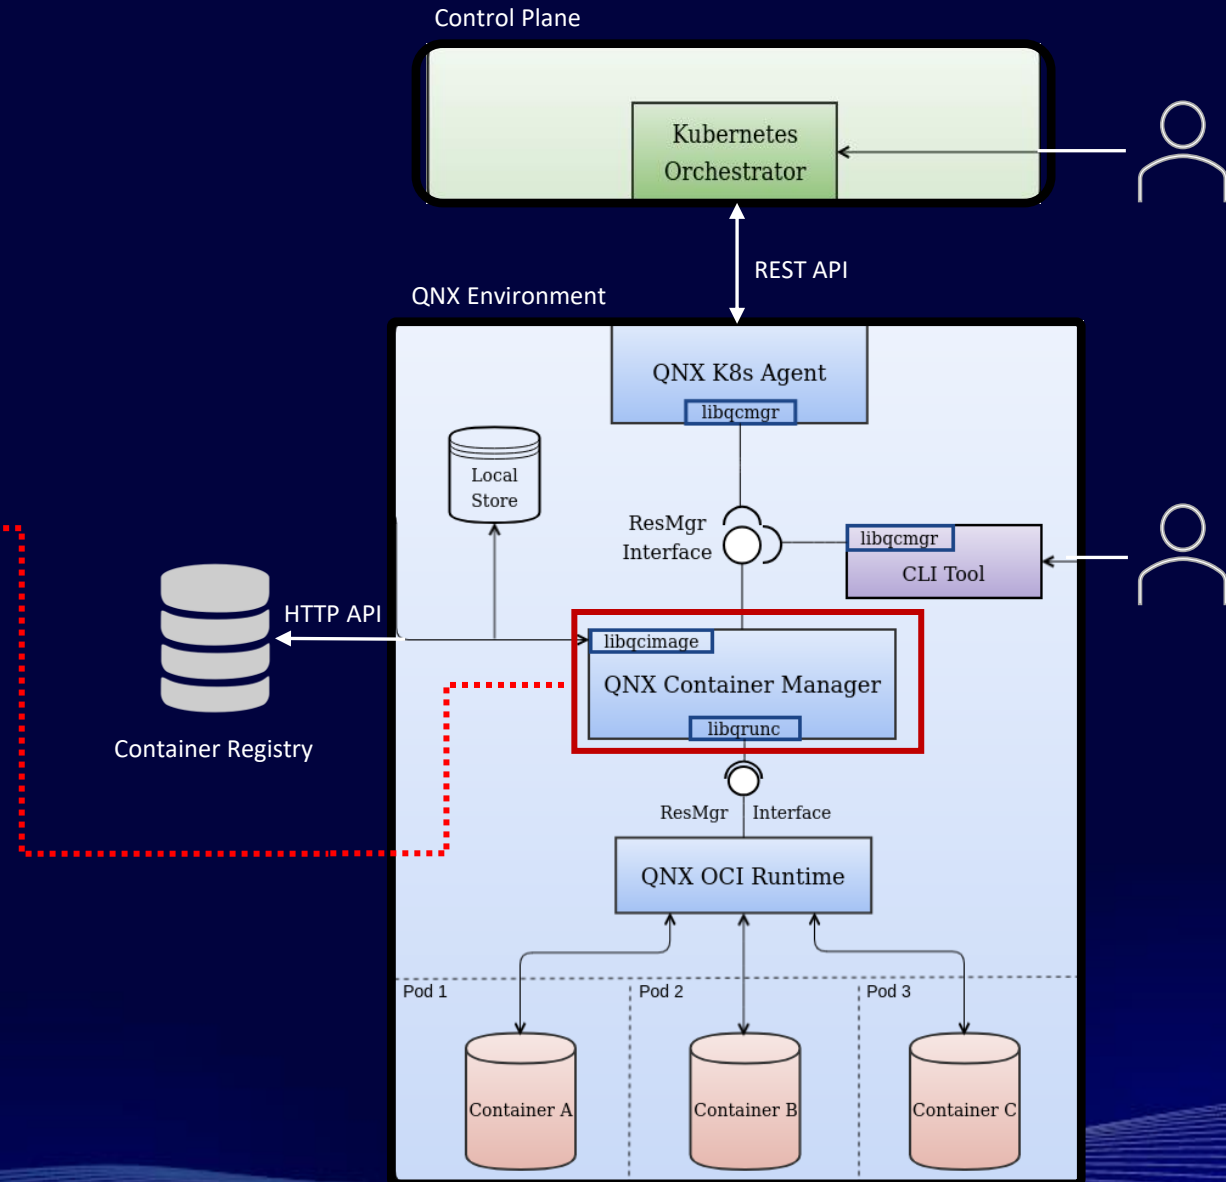 Control Plane
Kubernetes
Orchestrator
REST API
QNX Environment
QNX K8s Agent
libqcmgr
Local
Store
ResMgr
Interface
libqcmgr
CLI Tool
HTTP API
libqcimage
QNX Container Manager
libqrunc
Container Registry
ResMgr Interface
QNX OCI Runtime
Pod 1
Pod 2
Pod 3
Container A
Container B
Container C